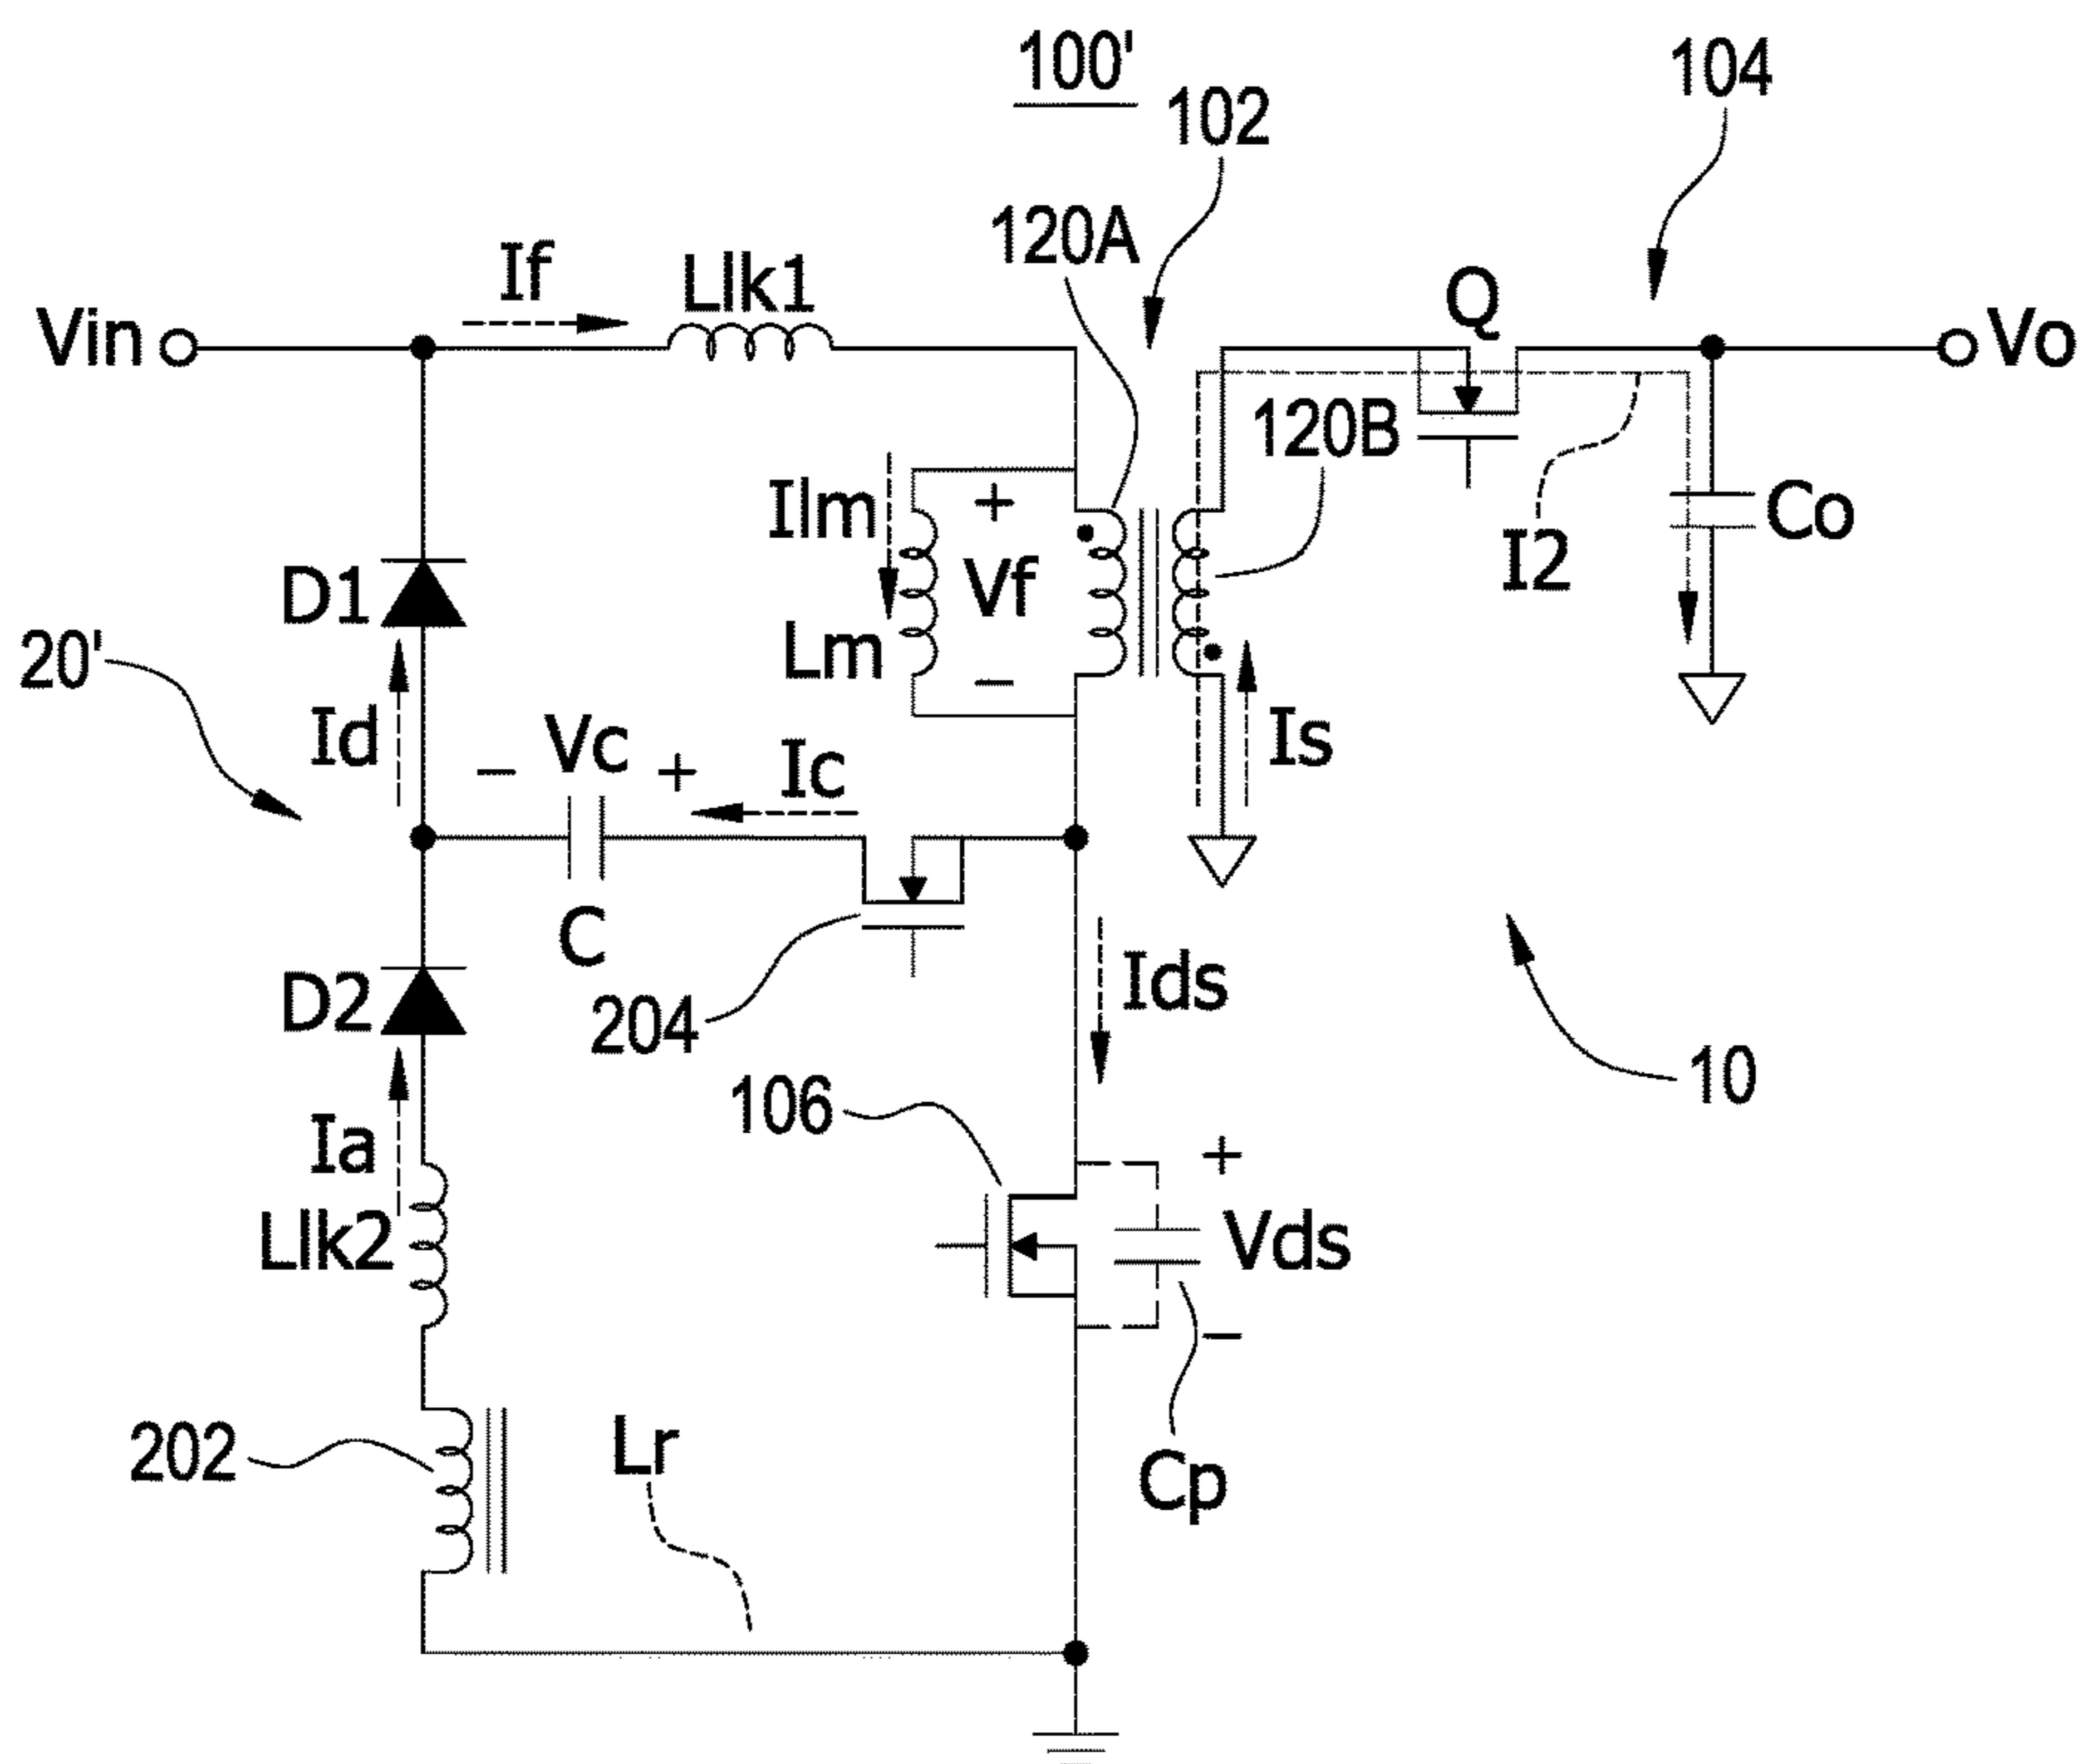 100'
102
104
120A
If
Llk1
Q
Vin
Vo
120B
Ilm
+
Vf
Lm
−
Co
I2
D1
20'
Id
−
Vc
+
Ic
Is
C
D2
204
Ids
10
106
Ia
+
Llk2
Vds
−
202
Lr
Cp